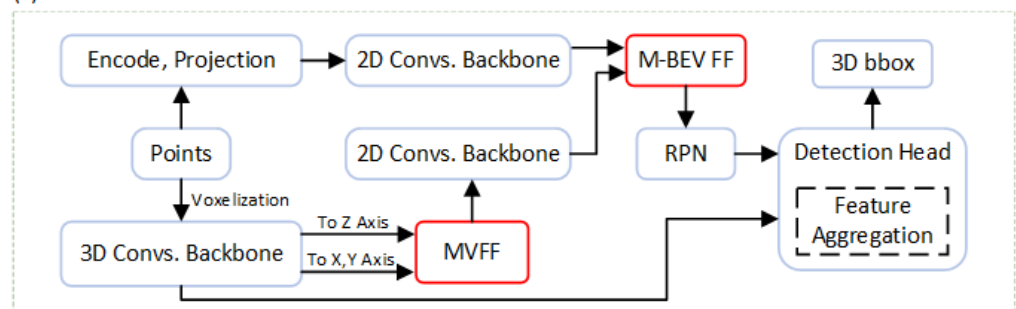 Encode, Projection
2D Convs. Backbone
M-BEV FF
3D bbox
Points
2D Convs. Backbone
RPN
Detection Head
Voxelization
Feature
Aggregation
To Z Axis
3D Convs. Backbone
MVFF
To X,Y Axis